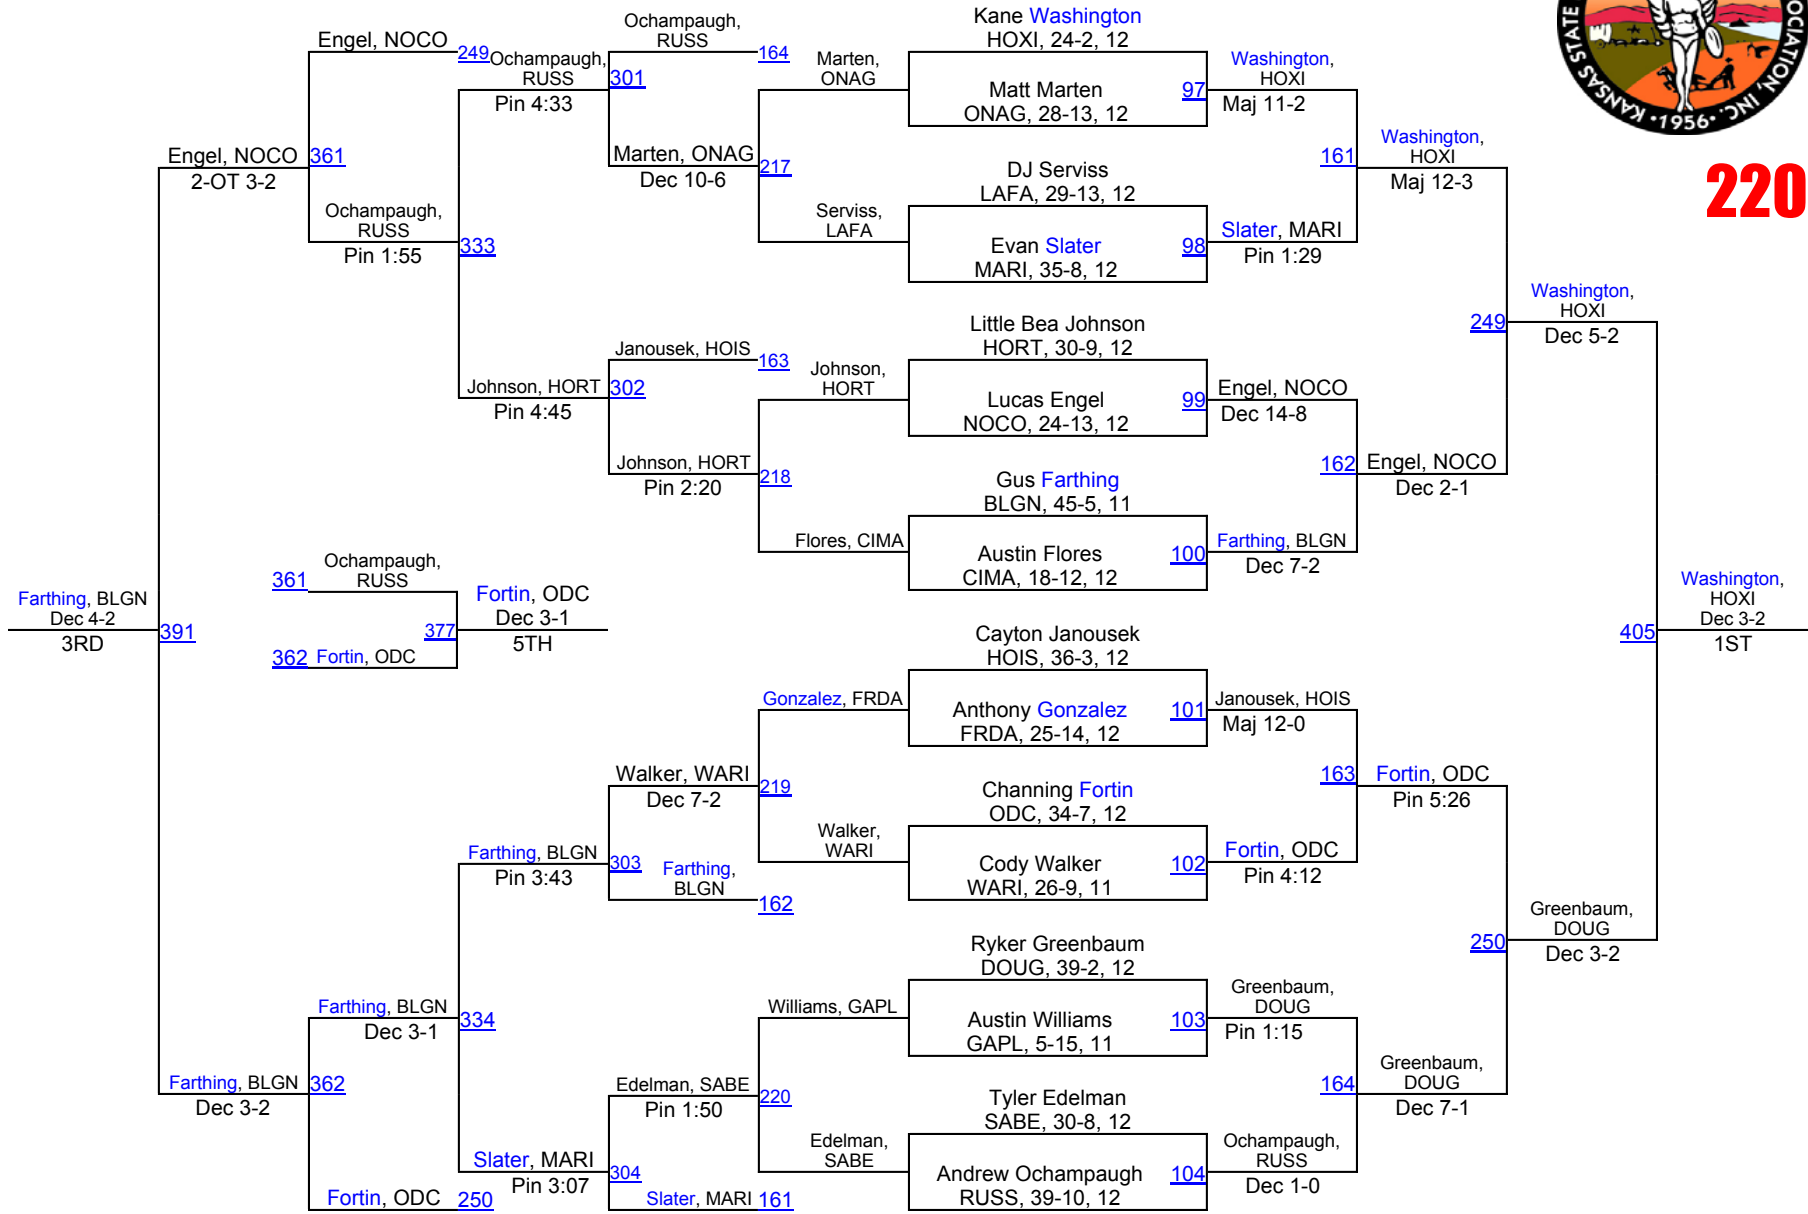 Engel, NOCO
249
Ochampaugh,
RUSS
Pin 4:33
Ochampaugh,
RUSS
164
301
Marten, ONAG
Dec 10-6
217
Marten,
ONAG
Serviss,
LAFA
Engel, NOCO
2-OT 3-2
361
Ochampaugh,
RUSS
Pin 1:55
333
Johnson, HORT
Pin 4:45
Janousek, HOIS
163
302
Johnson, HORT
Pin 2:20
218
Johnson,
HORT
Flores, CIMA
Kane Washington
HOXI, 24-2, 12
Matt Marten
ONAG, 28-13, 12
97
Washington,
HOXI
Maj 11-2
DJ Serviss
LAFA, 29-13, 12
Evan Slater
MARI, 35-8, 12
98
Slater, MARI
Pin 1:29
161
Washington,
HOXI
Maj 12-3
Little Bea Johnson
HORT, 30-9, 12
Lucas Engel
NOCO, 24-13, 12
99
Engel, NOCO
Dec 14-8
Gus Farthing
BLGN, 45-5, 11
Austin Flores
CIMA, 18-12, 12
100
Farthing, BLGN
Dec 7-2
162
Engel, NOCO
Dec 2-1
249
Washington,
HOXI
Dec 5-2
KANSAS STATE
OCIATION, INC.
•1956•
220
Farthing, BLGN
Dec 4-2
3RD
391
361
Ochampaugh,
RUSS
362
Fortin, ODC
377
Fortin, ODC
Dec 3-1
5TH
405
Washington,
HOXI
Dec 3-2
1ST
Cayton Janousek
HOIS, 36-3, 12
Anthony Gonzalez
FRDA, 25-14, 12
101
Janousek, HOIS
Maj 12-0
Channing Fortin
ODC, 34-7, 12
Cody Walker
WARI, 26-9, 11
102
Fortin, ODC
Pin 4:12
163
Fortin, ODC
Pin 5:26
Ryker Greenbaum
DOUG, 39-2, 12
Austin Williams
GAPL, 5-15, 11
103
Greenbaum,
DOUG
Pin 1:15
Tyler Edelman
SABE, 30-8, 12
Andrew Ochampaugh
RUSS, 39-10, 12
104
Ochampaugh,
RUSS
Dec 1-0
164
Greenbaum,
DOUG
Dec 7-1
250
Greenbaum,
DOUG
Dec 3-2
Gonzalez, FRDA
Walker,
WARI
219
Walker, WARI
Dec 7-2
303
Farthing,
BLGN
162
Farthing, BLGN
Pin 3:43
Williams, GAPL
Edelman,
SABE
220
Edelman, SABE
Pin 1:50
304
Slater, MARI
161
Slater, MARI
Pin 3:07
334
Farthing, BLGN
Dec 3-1
362
Fortin, ODC
250
Farthing, BLGN
Dec 3-2